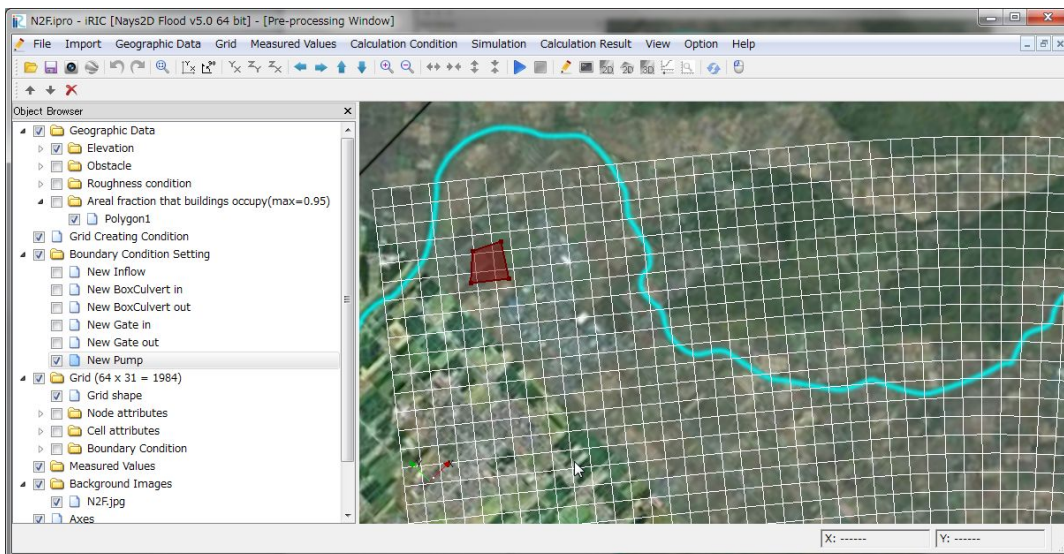 N2F.ipro - iRIC [Nays2D Flood v5.0 64 bit] - [Pre-processing Window]
File Import Geographic Data Grid Measured Values Calculation Condition Simulation Calculation Result View Option Help
Object Browser
Geographic Data
Elevation
Obstacle
Roughness condition
Areal fraction that buildings occupy(max=0.95)
Polygon1
Grid Creating Condition
Boundary Condition Setting
New Inflow
New BoxCulvert in
New BoxCulvert out
New Gate in
New Gate out
New Pump
Grid (64 x 31 = 1984)
Grid shape
Node attributes
Cell attributes
Boundary Condition
Measured Values
Background Images
N2F.jpg
Axes
X: ------ Y: ------